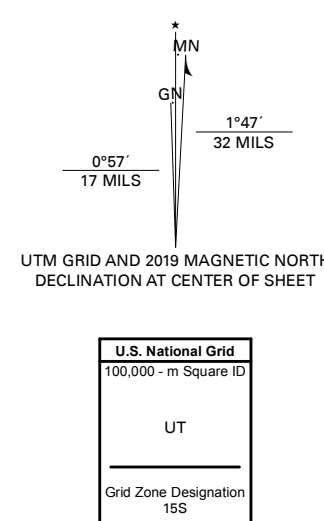 ★
MN
GN
1°47´
32 MILS
0°57´
17 MILS
UTM GRID AND 2019 MAGNETIC NORTH
DECLINATION AT CENTER OF SHEET
U.S. National Grid
100,000 - m Square ID
UT
Grid Zone Designation
15S